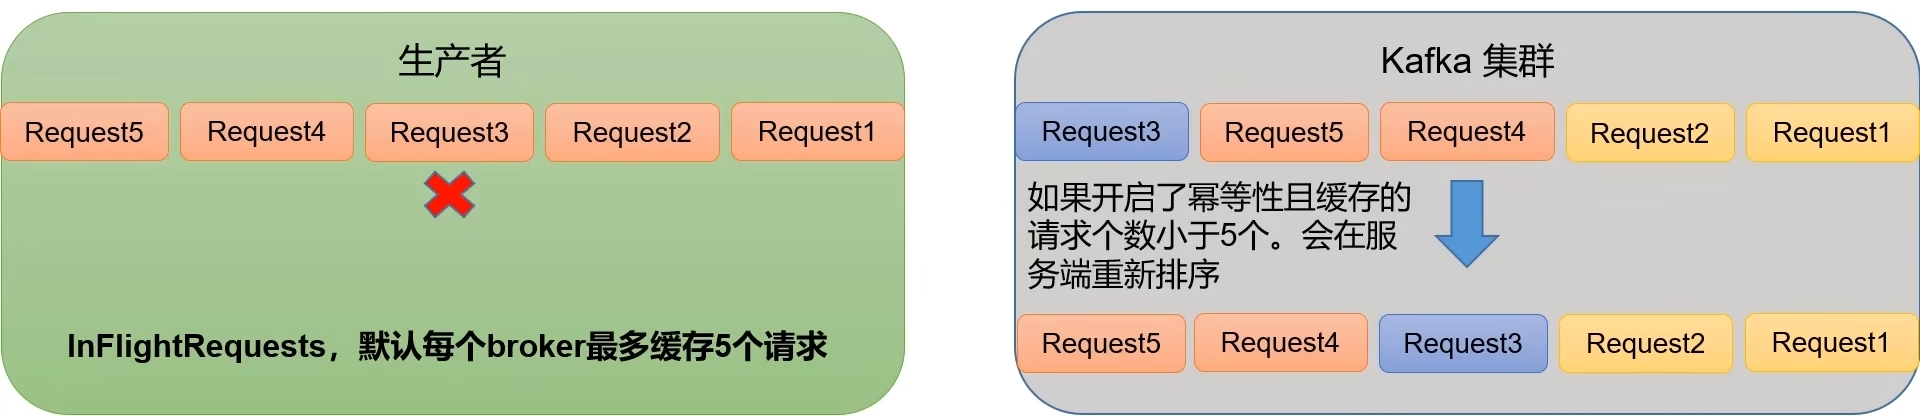 生产者
Request5 Request4 Request3 Request2 Request1
InFlightRequests，默认每个broker最多缓存5个请求
Kafka 集群
Request3 Request5 Request4 Request2 Request1
如果开启了幂等性且缓存的
请求个数小于5个。会在服
务端重新排序
Request5 Request4 Request3 Request2 Request1